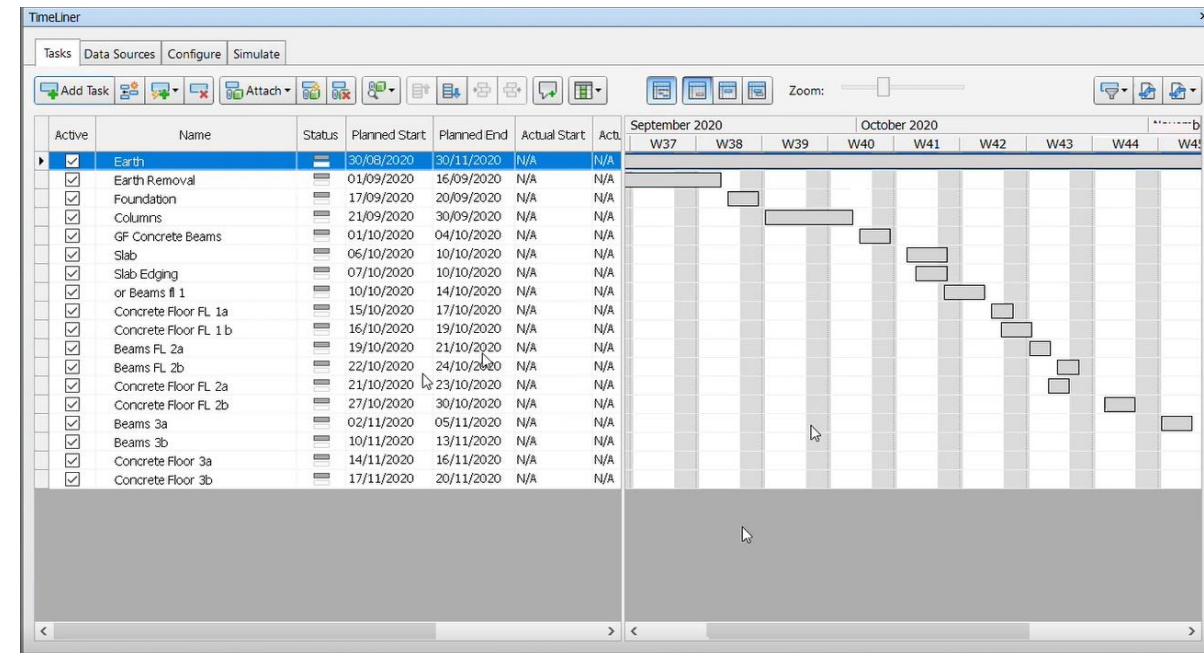 TimeLiner
Tasks Data Sources Configure Simulate
Add Task Attach Zoom:
Active Name Status Planned Start Planned End Actual Start Actu
September 2020 October 2020
W37 W38 W39 W40 W41 W42 W43 W44 W45
Earth 30/08/2020 30/11/2020 N/A N/A
Earth Removal 01/09/2020 16/09/2020 N/A N/A
Foundation 17/09/2020 20/09/2020 N/A N/A
Columns 21/09/2020 30/09/2020 N/A N/A
GF Concrete Beams 01/10/2020 04/10/2020 N/A N/A
Slab 06/10/2020 10/10/2020 N/A N/A
Slab Edging 07/10/2020 10/10/2020 N/A N/A
or Beams fl 1 10/10/2020 14/10/2020 N/A N/A
Concrete Floor FL 1a 15/10/2020 17/10/2020 N/A N/A
Concrete Floor FL 1 b 16/10/2020 19/10/2020 N/A N/A
Beams FL 2a 19/10/2020 21/10/2020 N/A N/A
Beams FL 2b 22/10/2020 24/10/2020 N/A N/A
Concrete Floor FL 2a 21/10/2020 23/10/2020 N/A N/A
Concrete Floor FL 2b 27/10/2020 30/10/2020 N/A N/A
Beams 3a 02/11/2020 05/11/2020 N/A N/A
Beams 3b 10/11/2020 13/11/2020 N/A N/A
Concrete Floor 3a 14/11/2020 16/11/2020 N/A N/A
Concrete Floor 3b 17/11/2020 20/11/2020 N/A N/A